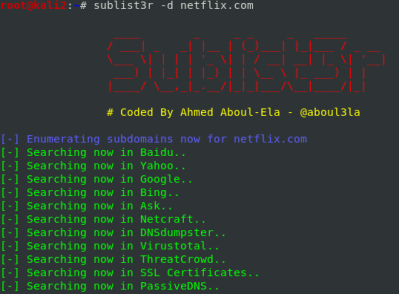 root@kali2:~# sublist3r -d netflix.com
Sublist3r
# Coded By Ahmed Aboul-Ela - @aboul3la
[-] Enumerating subdomains now for netflix.com
[-] Searching now in Baidu..
[-] Searching now in Yahoo..
[-] Searching now in Google..
[-] Searching now in Bing..
[-] Searching now in Ask..
[-] Searching now in Netcraft..
[-] Searching now in DNSdumpster..
[-] Searching now in Virustotal..
[-] Searching now in ThreatCrowd..
[-] Searching now in SSL Certificates..
[-] Searching now in PassiveDNS..